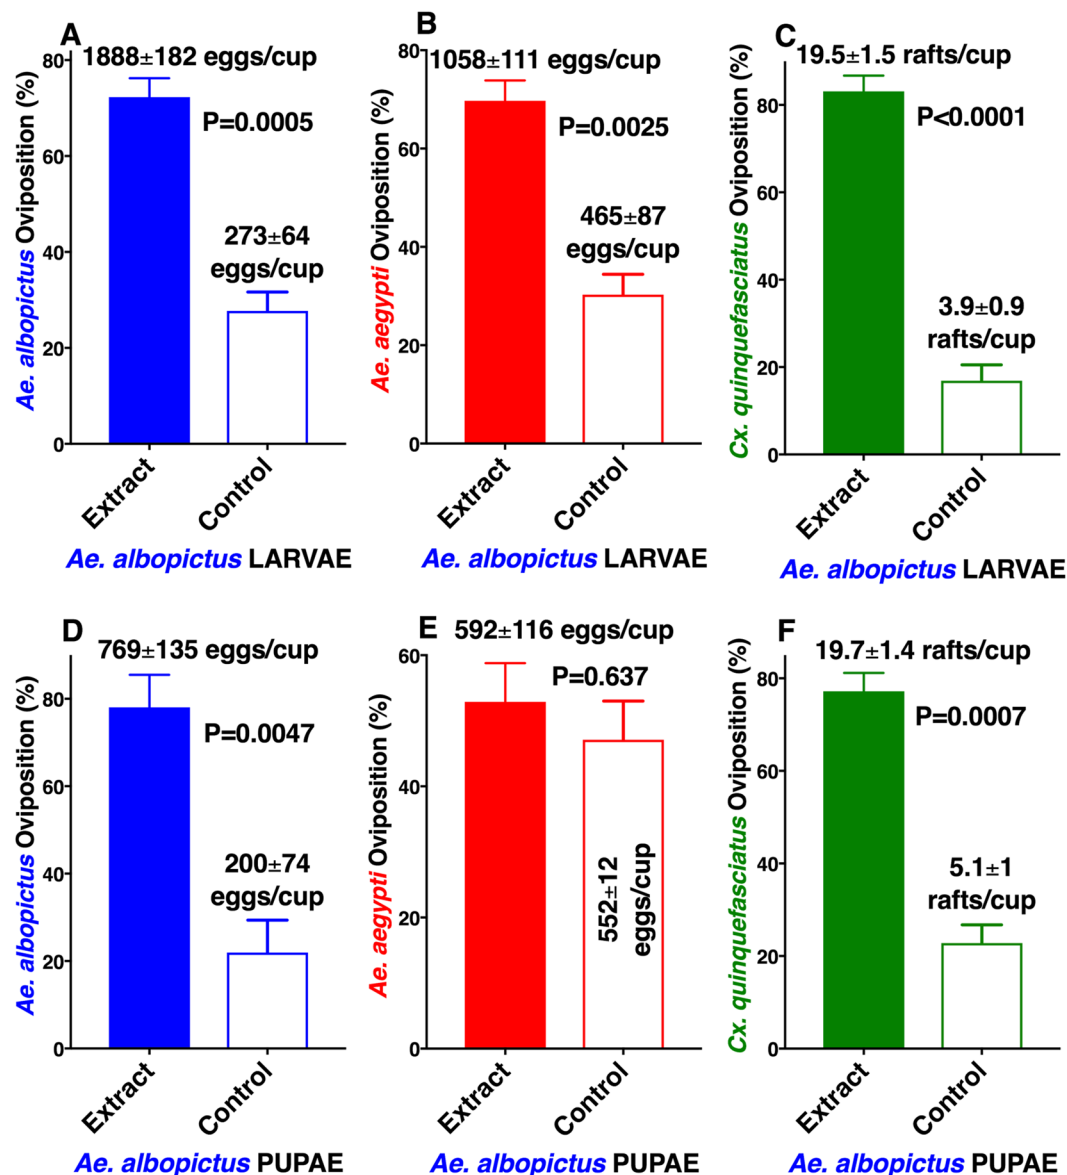 A
1888±182 eggs/cup
Ae. albopictus Oviposition (%)
80
60
40
20
0
P=0.0005
273±64
eggs/cup
Extract
Control
Ae. albopictus LARVAE
B
1058±111 eggs/cup
Ae. aegypti Oviposition (%)
80
60
40
20
0
P=0.0025
465±87
eggs/cup
Extract
Control
Ae. albopictus LARVAE
C
19.5±1.5 rafts/cup
Cx. quinquefasciatus Oviposition (%)
80
60
40
20
0
P<0.0001
3.9±0.9
rafts/cup
Extract
Control
Ae. albopictus LARVAE
D
769±135 eggs/cup
Ae. albopictus Oviposition (%)
80
60
40
20
0
P=0.0047
200±74
eggs/cup
Extract
Control
Ae. albopictus PUPAE
E
592±116 eggs/cup
Ae. aegypti Oviposition (%)
60
40
20
0
P=0.637
552±12
eggs/cup
Extract
Control
Ae. albopictus PUPAE
F
19.7±1.4 rafts/cup
Cx. quinquefasciatus Oviposition (%)
80
60
40
20
0
P=0.0007
5.1±1
rafts/cup
Extract
Control
Ae. albopictus PUPAE